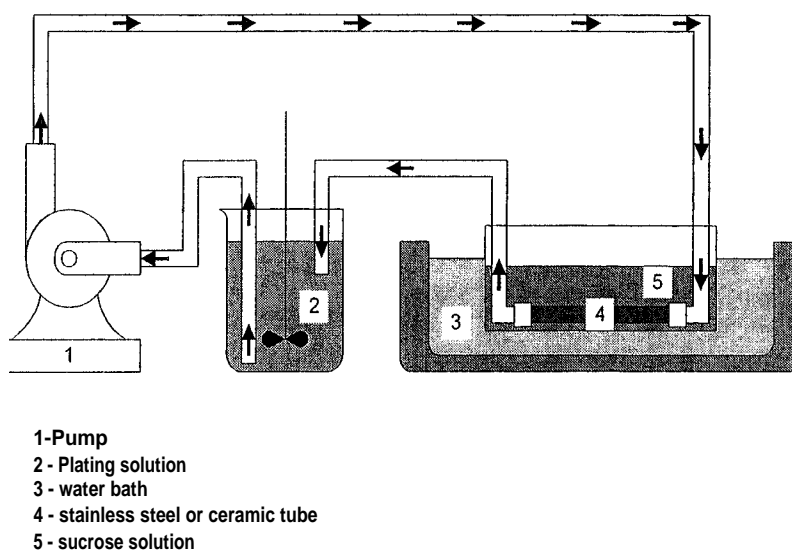 5
2
4
3
1
1-Pump
2 - Plating solution
3 - water bath
4 - stainless steel or ceramic tube
5 - sucrose solution